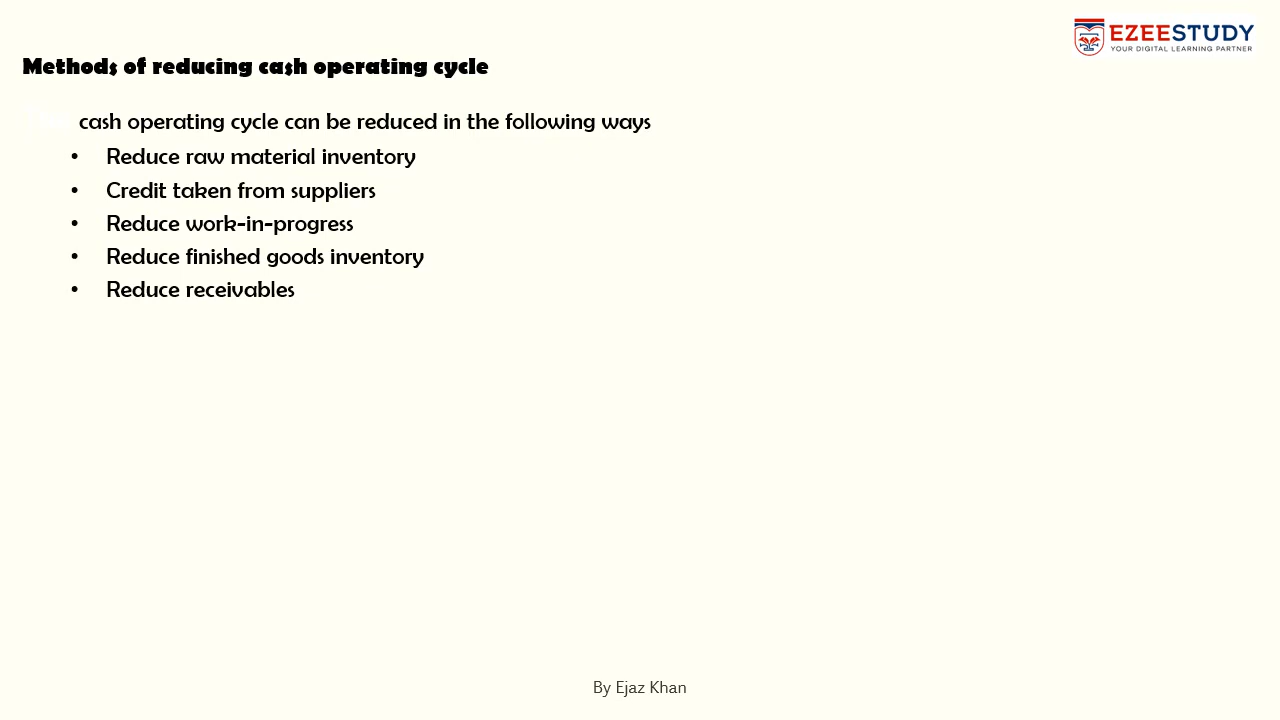 EZEESTUDY
YOUR DIGITAL LEARNING PARTNER
Methods of reducing cash operating cycle
cash operating cycle can be reduced in the following ways
• Reduce raw material inventory
• Credit taken from suppliers
• Reduce work-in-progress
• Reduce finished goods inventory
• Reduce receivables
By Ejaz Khan